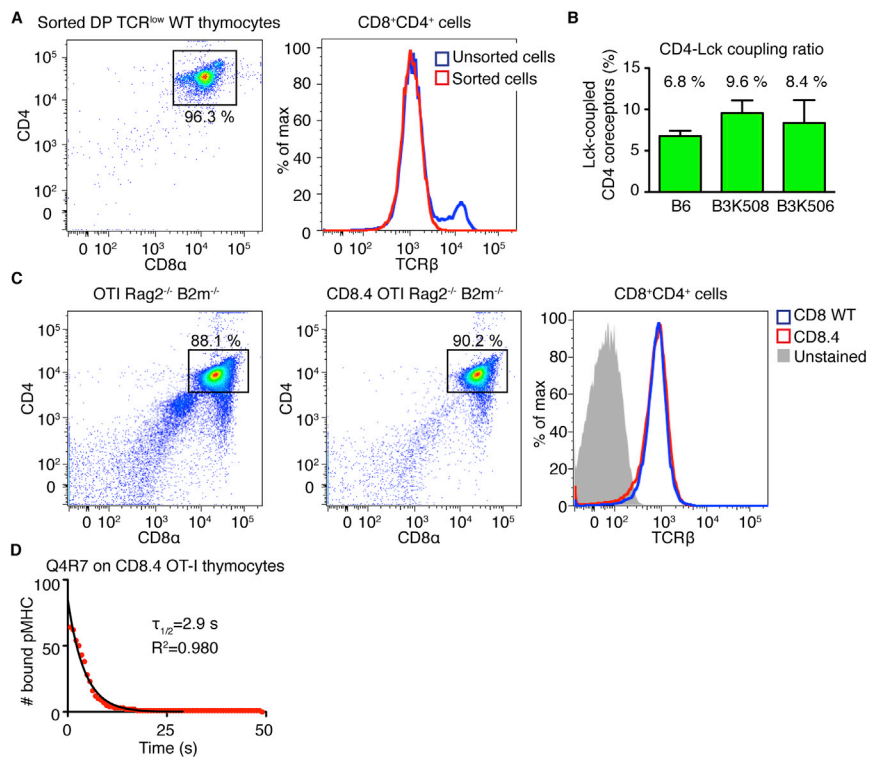 A
Sorted DP TCRlow WT thymocytes
10⁵
10⁴
10³
10²
0
CD4
96.3 %
0 10² 10³ 10⁴ 10⁵
CD8α
CD8⁺CD4⁺ cells
100
80
60
40
20
0
% of max
Unsorted cells
Sorted cells
0 10² 10³ 10⁴ 10⁵
TCRβ
B
CD4-Lck coupling ratio
Lck-coupled
CD4 coreceptors (%)
15
10
5
0
6.8 % 9.6 % 8.4 %
B6 B3K508 B3K506
C
OTI Rag2-/- B2m-/-
10⁵
10⁴
10³
10²
0
CD4
88.1 %
0 10² 10³ 10⁴ 10⁵
CD8α
CD8.4 OTI Rag2-/- B2m-/-
10⁵
10⁴
10³
10²
0
CD4
90.2 %
0 10² 10³ 10⁴ 10⁵
CD8α
CD8⁺CD4⁺ cells
100
80
60
40
20
0
% of max
0 10² 10³ 10⁴ 10⁵
TCRβ
CD8 WT
CD8.4
Unstained
D
Q4R7 on CD8.4 OT-I thymocytes
100
50
0
# bound pMHC
τ1/2=2.9 s
R²=0.980
0 25 50
Time (s)